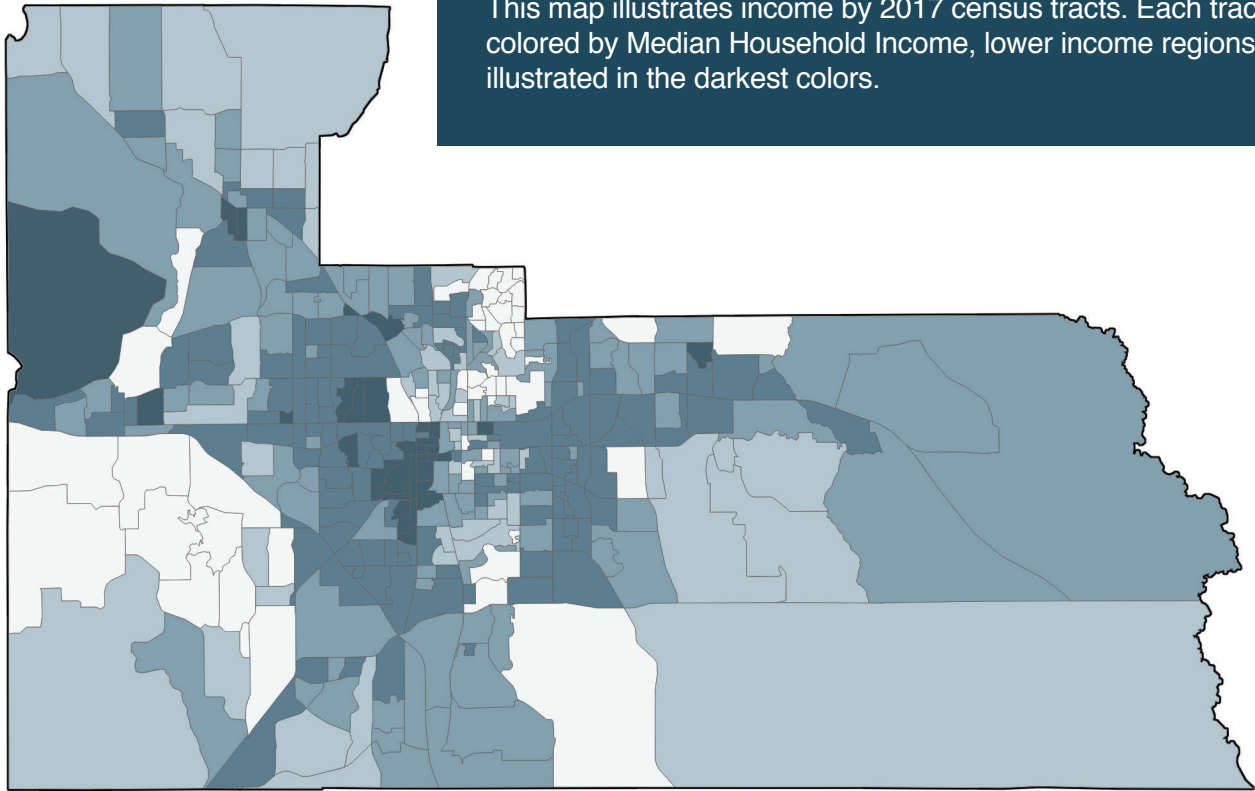 This map illustrates income by 2017 census tracts. Each trac
colored by Median Household Income, lower income regions
illustrated in the darkest colors.